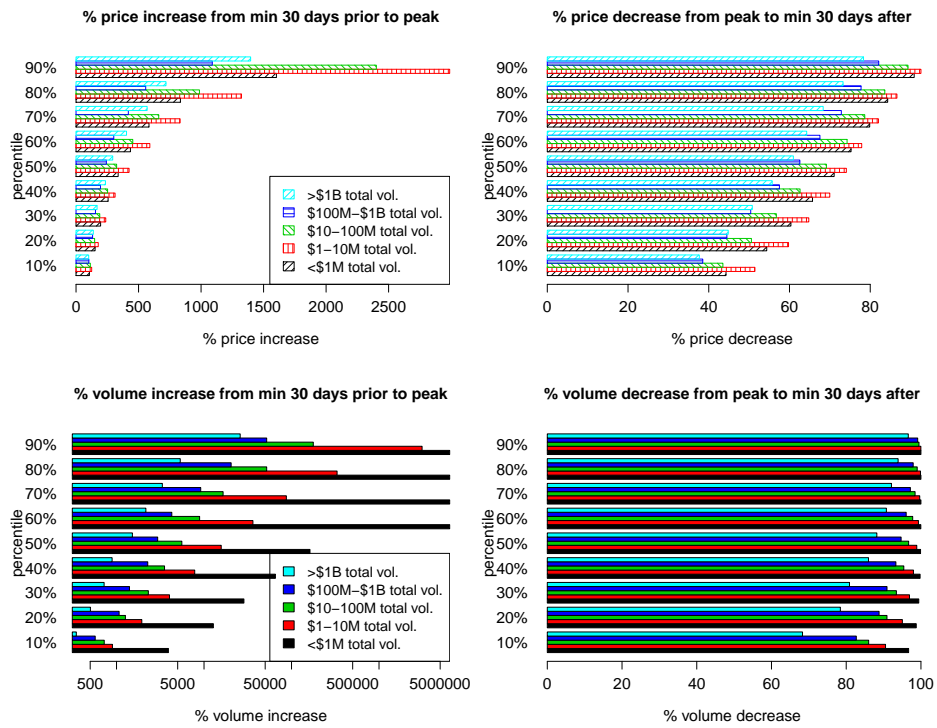 % price increase from min 30 days prior to peak
percentile
90%
80%
70%
60%
50%
40%
30%
20%
10%
>$1B total vol.
$100M−$1B total vol.
$10−100M total vol.
$1−10M total vol.
<$1M total vol.
0 500 1000 1500 2000 2500
% price increase
% price decrease from peak to min 30 days after
percentile
90%
80%
70%
60%
50%
40%
30%
20%
10%
0 20 40 60 80
% price decrease
% volume increase from min 30 days prior to peak
percentile
90%
80%
70%
60%
50%
40%
30%
20%
10%
>$1B total vol.
$100M−$1B total vol.
$10−100M total vol.
$1−10M total vol.
<$1M total vol.
500 5000 50000 500000 5000000
% volume increase
% volume decrease from peak to min 30 days after
percentile
90%
80%
70%
60%
50%
40%
30%
20%
10%
0 20 40 60 80 100
% volume decrease